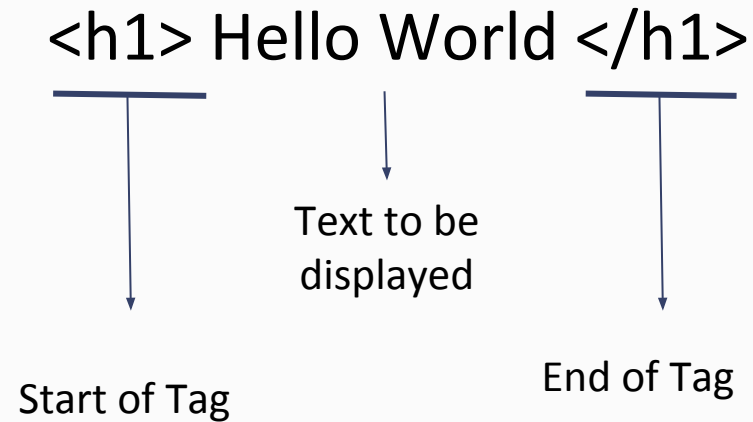 <h1> Hello World </h1>
Text to be
displayed
Start of Tag
End of Tag